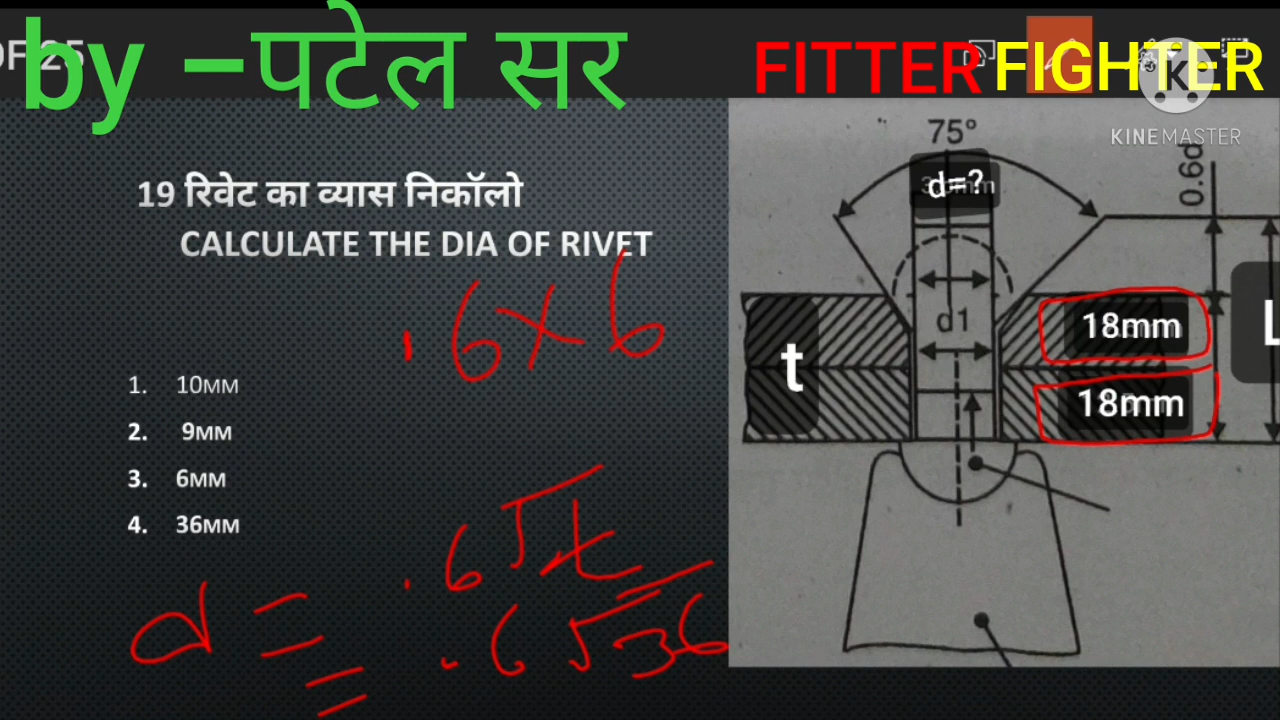 by –पटेल सर
FITTER FIGHTER
KINEMASTER
19 रिवेट का व्यास निकॉलो
CALCULATE THE DIA OF RIVET
.6×6
1. 10MM
2. 9MM
3. 6MM
4. 36MM
d = .6√t
= .6√36
75°
d=?
0.6d
d1
t
18mm
18mm
L